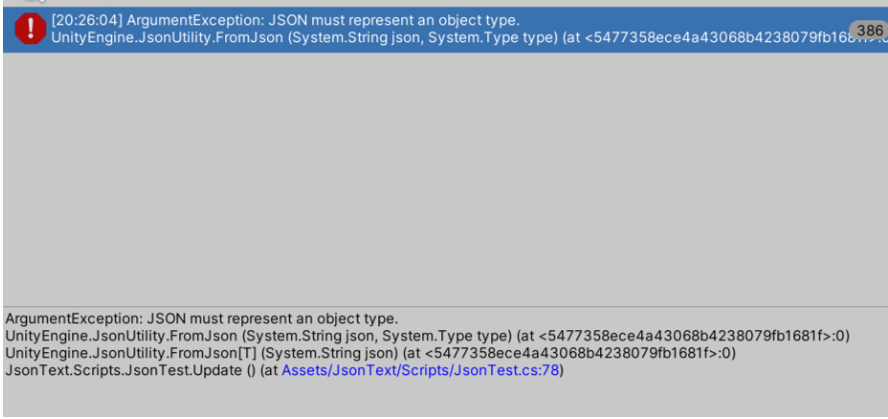 [20:26:04] ArgumentException: JSON must represent an object type.
UnityEngine.JsonUtility.FromJson (System.String json, System.Type type) (at <5477358ece4a43068b4238079fb1681f>:0
386
ArgumentException: JSON must represent an object type.
UnityEngine.JsonUtility.FromJson (System.String json, System.Type type) (at <5477358ece4a43068b4238079fb1681f>:0)
UnityEngine.JsonUtility.FromJson[T] (System.String json) (at <5477358ece4a43068b4238079fb1681f>:0)
JsonText.Scripts.JsonTest.Update () (at Assets/JsonText/Scripts/JsonTest.cs:78)